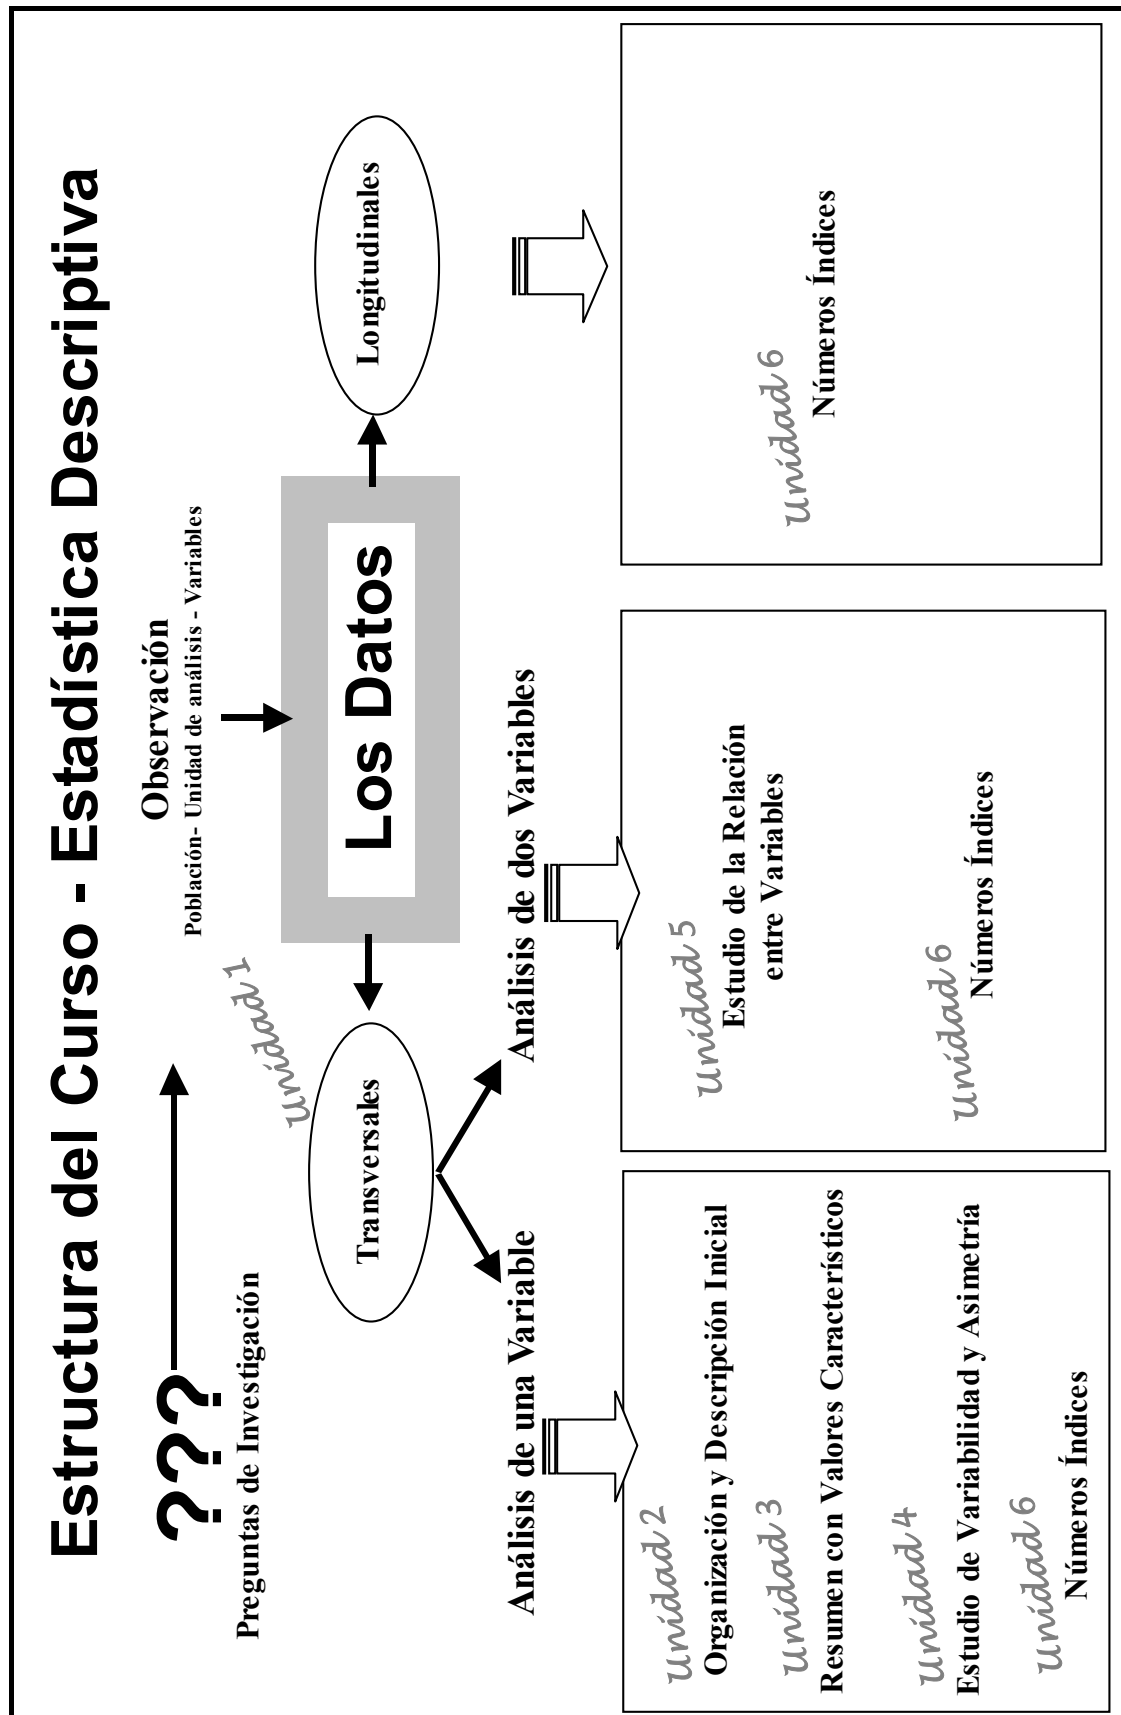 Estructura del Curso - Estadística Descriptiva
???
Preguntas de Investigación
Observación
Población- Unidad de análisis - Variables
Unidad 1
Los Datos
Transversales
Longitudinales
Análisis de una Variable
Análisis de dos Variables
Unidad 2
Organización y Descripción Inicial
Unidad 3
Resumen con Valores Característicos
Unidad 4
Estudio de Variabilidad y Asimetría
Unidad 6
Números Índices
Unidad 5
Estudio de la Relación
entre Variables
Unidad 6
Números Índices
Unidad 6
Números Índices